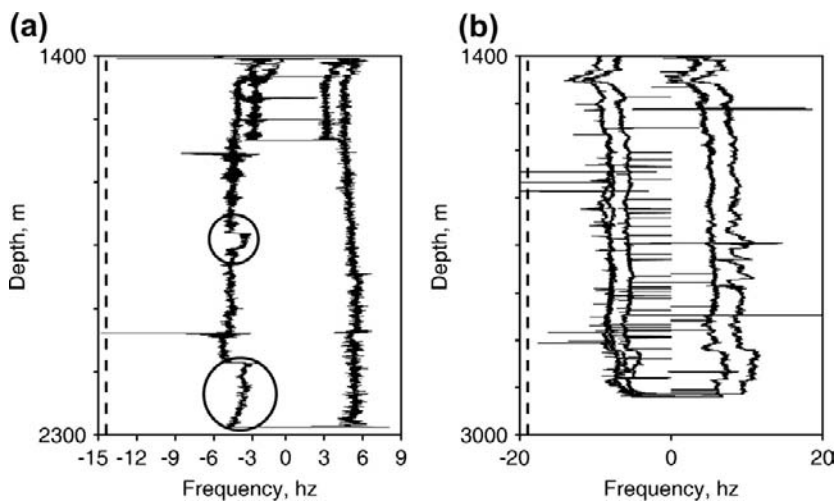 (a)
1400
Depth, m
2300
-15 -12 -9 -6 -3 0 3 6 9
Frequency, hz
(b)
1400
Depth, m
3000
-20 0 20
Frequency, hz